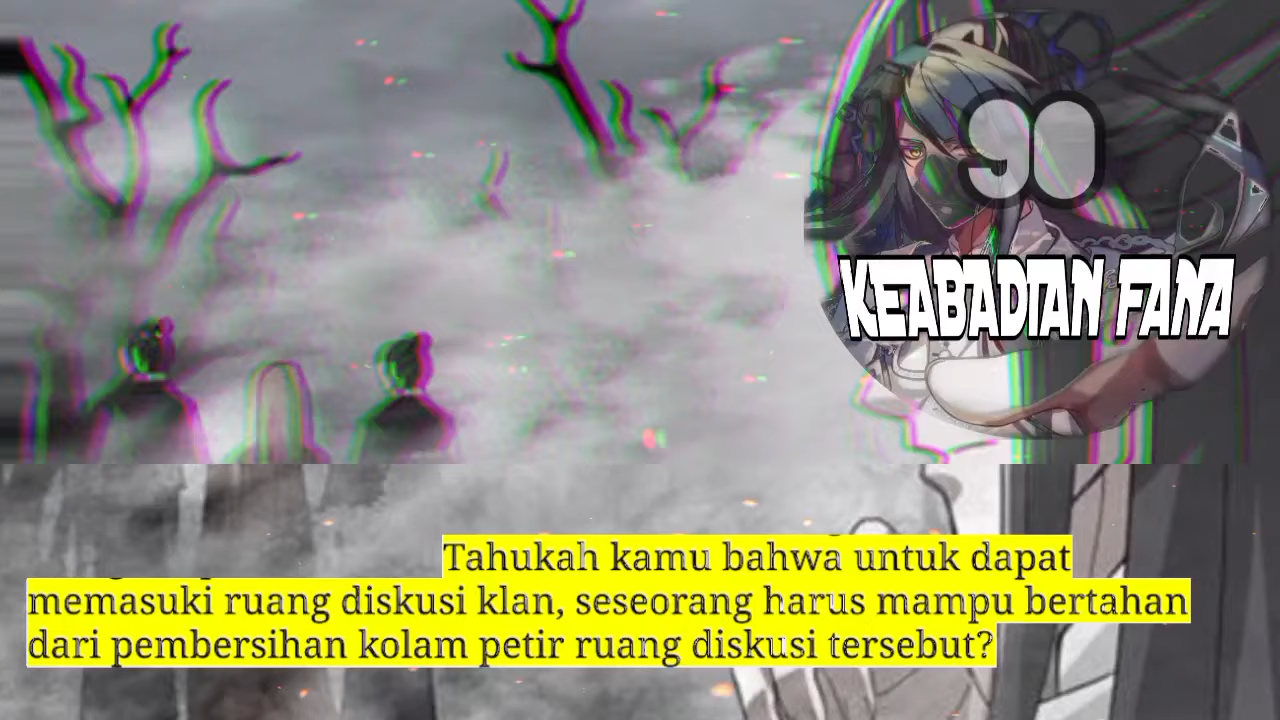 90
KEABADIAN FANA
Tahukah kamu bahwa untuk dapat
memasuki ruang diskusi klan, seseorang harus mampu bertahan
dari pembersihan kolam petir ruang diskusi tersebut?